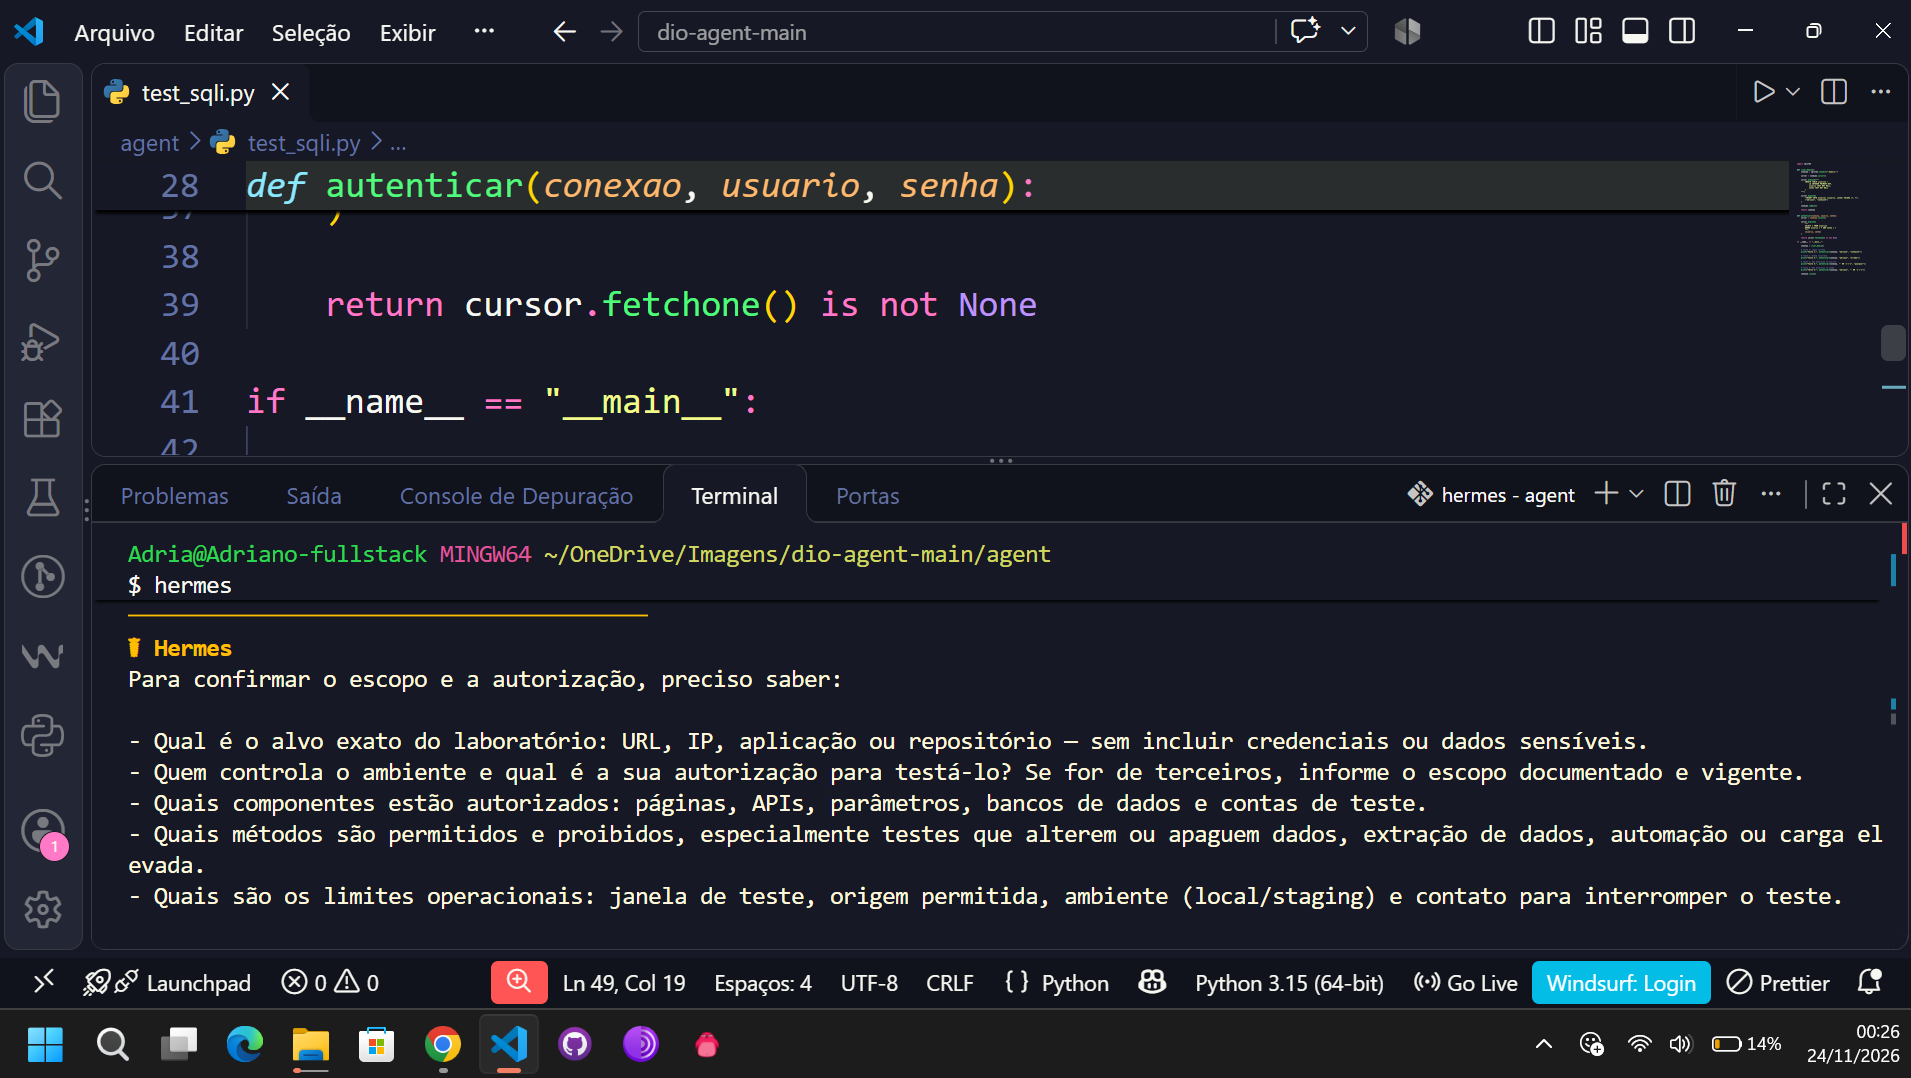 Arquivo Editar Seleção Exibir ... dio-agent-main
test_sqli.py
agent > test_sqli.py > ...
28 def autenticar(conexao, usuario, senha):
37 )
38
39 return cursor.fetchone() is not None
40
41 if __name__ == "__main__":
42
Problemas Saída Console de Depuração Terminal Portas hermes - agent
Adria@Adriano-fullstack MINGW64 ~/OneDrive/Imagens/dio-agent-main/agent
$ hermes
Hermes
Para confirmar o escopo e a autorização, preciso saber:
- Qual é o alvo exato do laboratório: URL, IP, aplicação ou repositório — sem incluir credenciais ou dados sensíveis.
- Quem controla o ambiente e qual é a sua autorização para testá-lo? Se for de terceiros, informe o escopo documentado e vigente.
- Quais componentes estão autorizados: páginas, APIs, parâmetros, bancos de dados e contas de teste.
- Quais métodos são permitidos e proibidos, especialmente testes que alterem ou apaguem dados, extração de dados, automação ou carga el
evada.
- Quais são os limites operacionais: janela de teste, origem permitida, ambiente (local/staging) e contato para interromper o teste.
1
Launchpad 0 0 Ln 49, Col 19 Espaços: 4 UTF-8 CRLF {} Python Python 3.15 (64-bit) Go Live Windsurf: Login Prettier
14% 00:26
24/11/2026